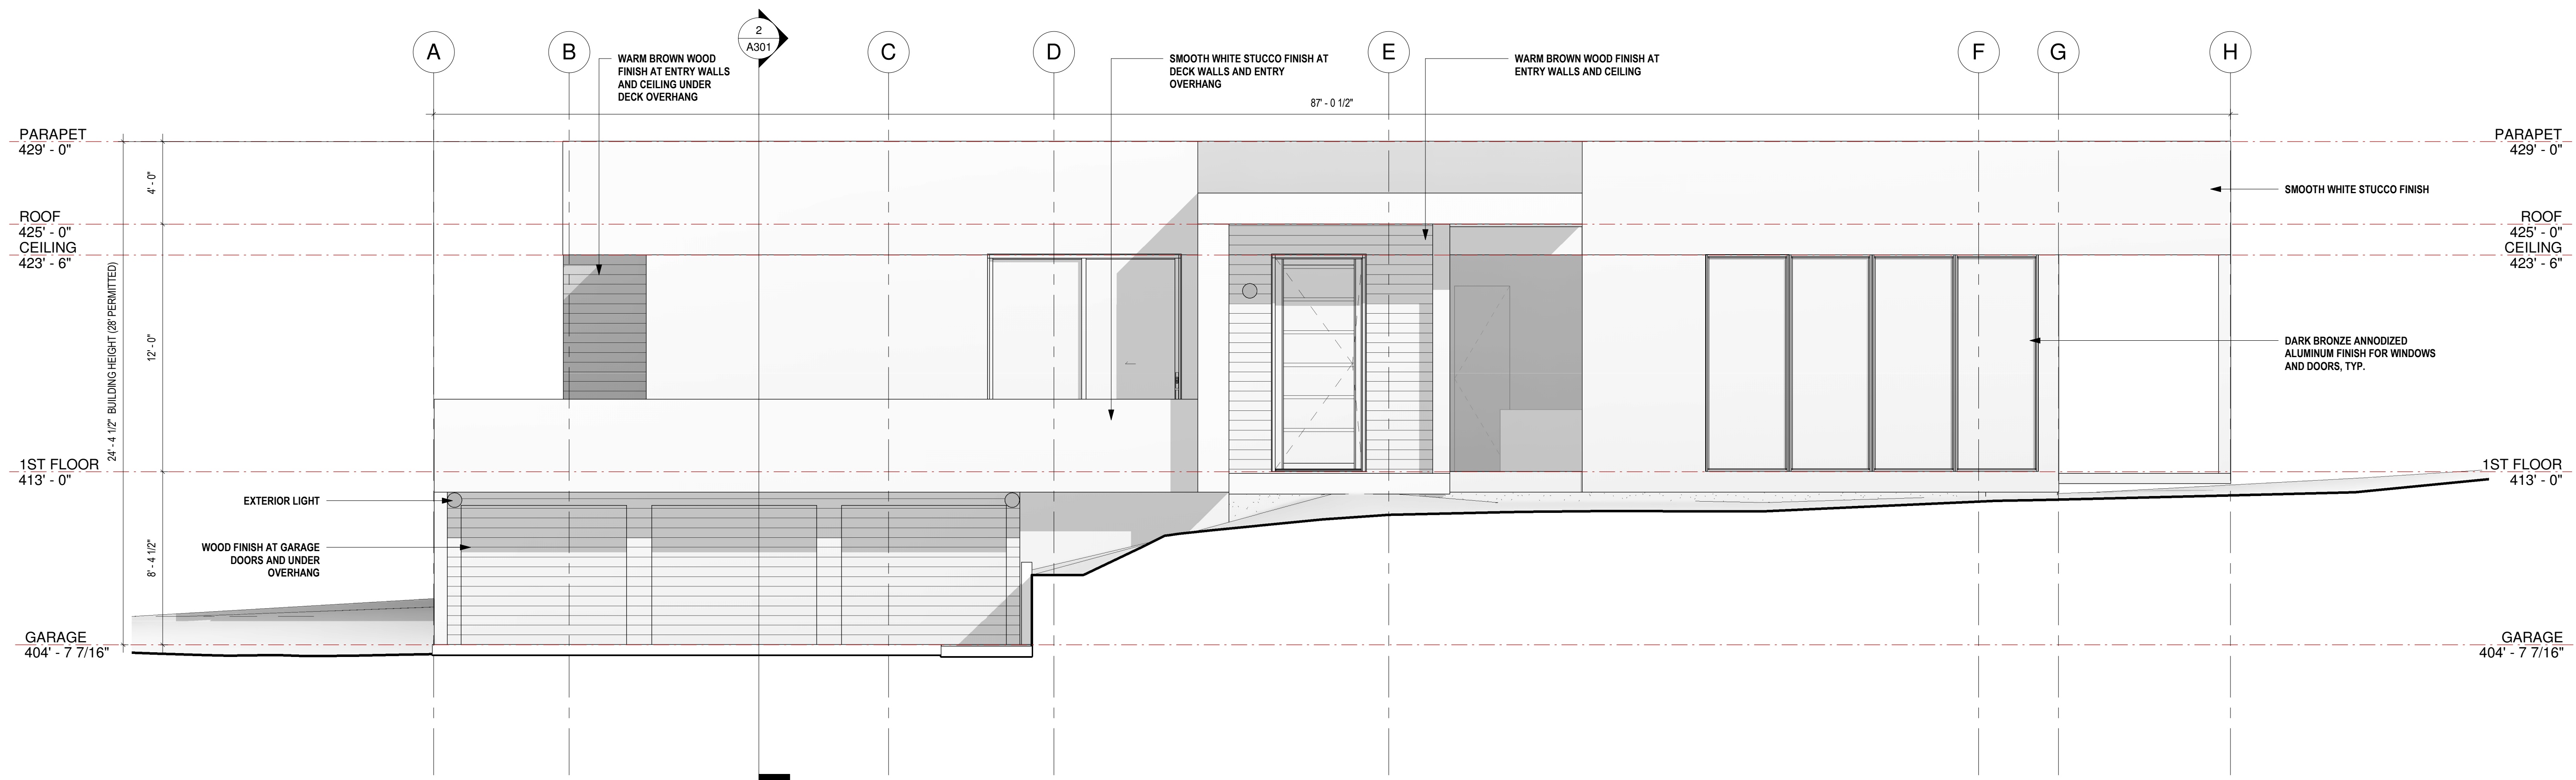 A
B
2
A301
C
D
E
F
G
H
WARM BROWN WOOD
FINISH AT ENTRY WALLS
AND CEILING UNDER
DECK OVERHANG
SMOOTH WHITE STUCCO FINISH AT
DECK WALLS AND ENTRY
OVERHANG
WARM BROWN WOOD FINISH AT
ENTRY WALLS AND CEILING
87' - 0 1/2"
PARAPET
429' - 0"
ROOF
425' - 0"
CEILING
423' - 6"
1ST FLOOR
413' - 0"
GARAGE
404' - 7 7/16"
24' - 4 1/2" BUILDING HEIGHT (28' PERMITTED)
4' - 0"
12' - 0"
8' - 4 1/2"
EXTERIOR LIGHT
WOOD FINISH AT GARAGE
DOORS AND UNDER
OVERHANG
PARAPET
429' - 0"
SMOOTH WHITE STUCCO FINISH
ROOF
425' - 0"
CEILING
423' - 6"
DARK BRONZE ANNODIZED
ALUMINUM FINISH FOR WINDOWS
AND DOORS, TYP.
1ST FLOOR
413' - 0"
GARAGE
404' - 7 7/16"